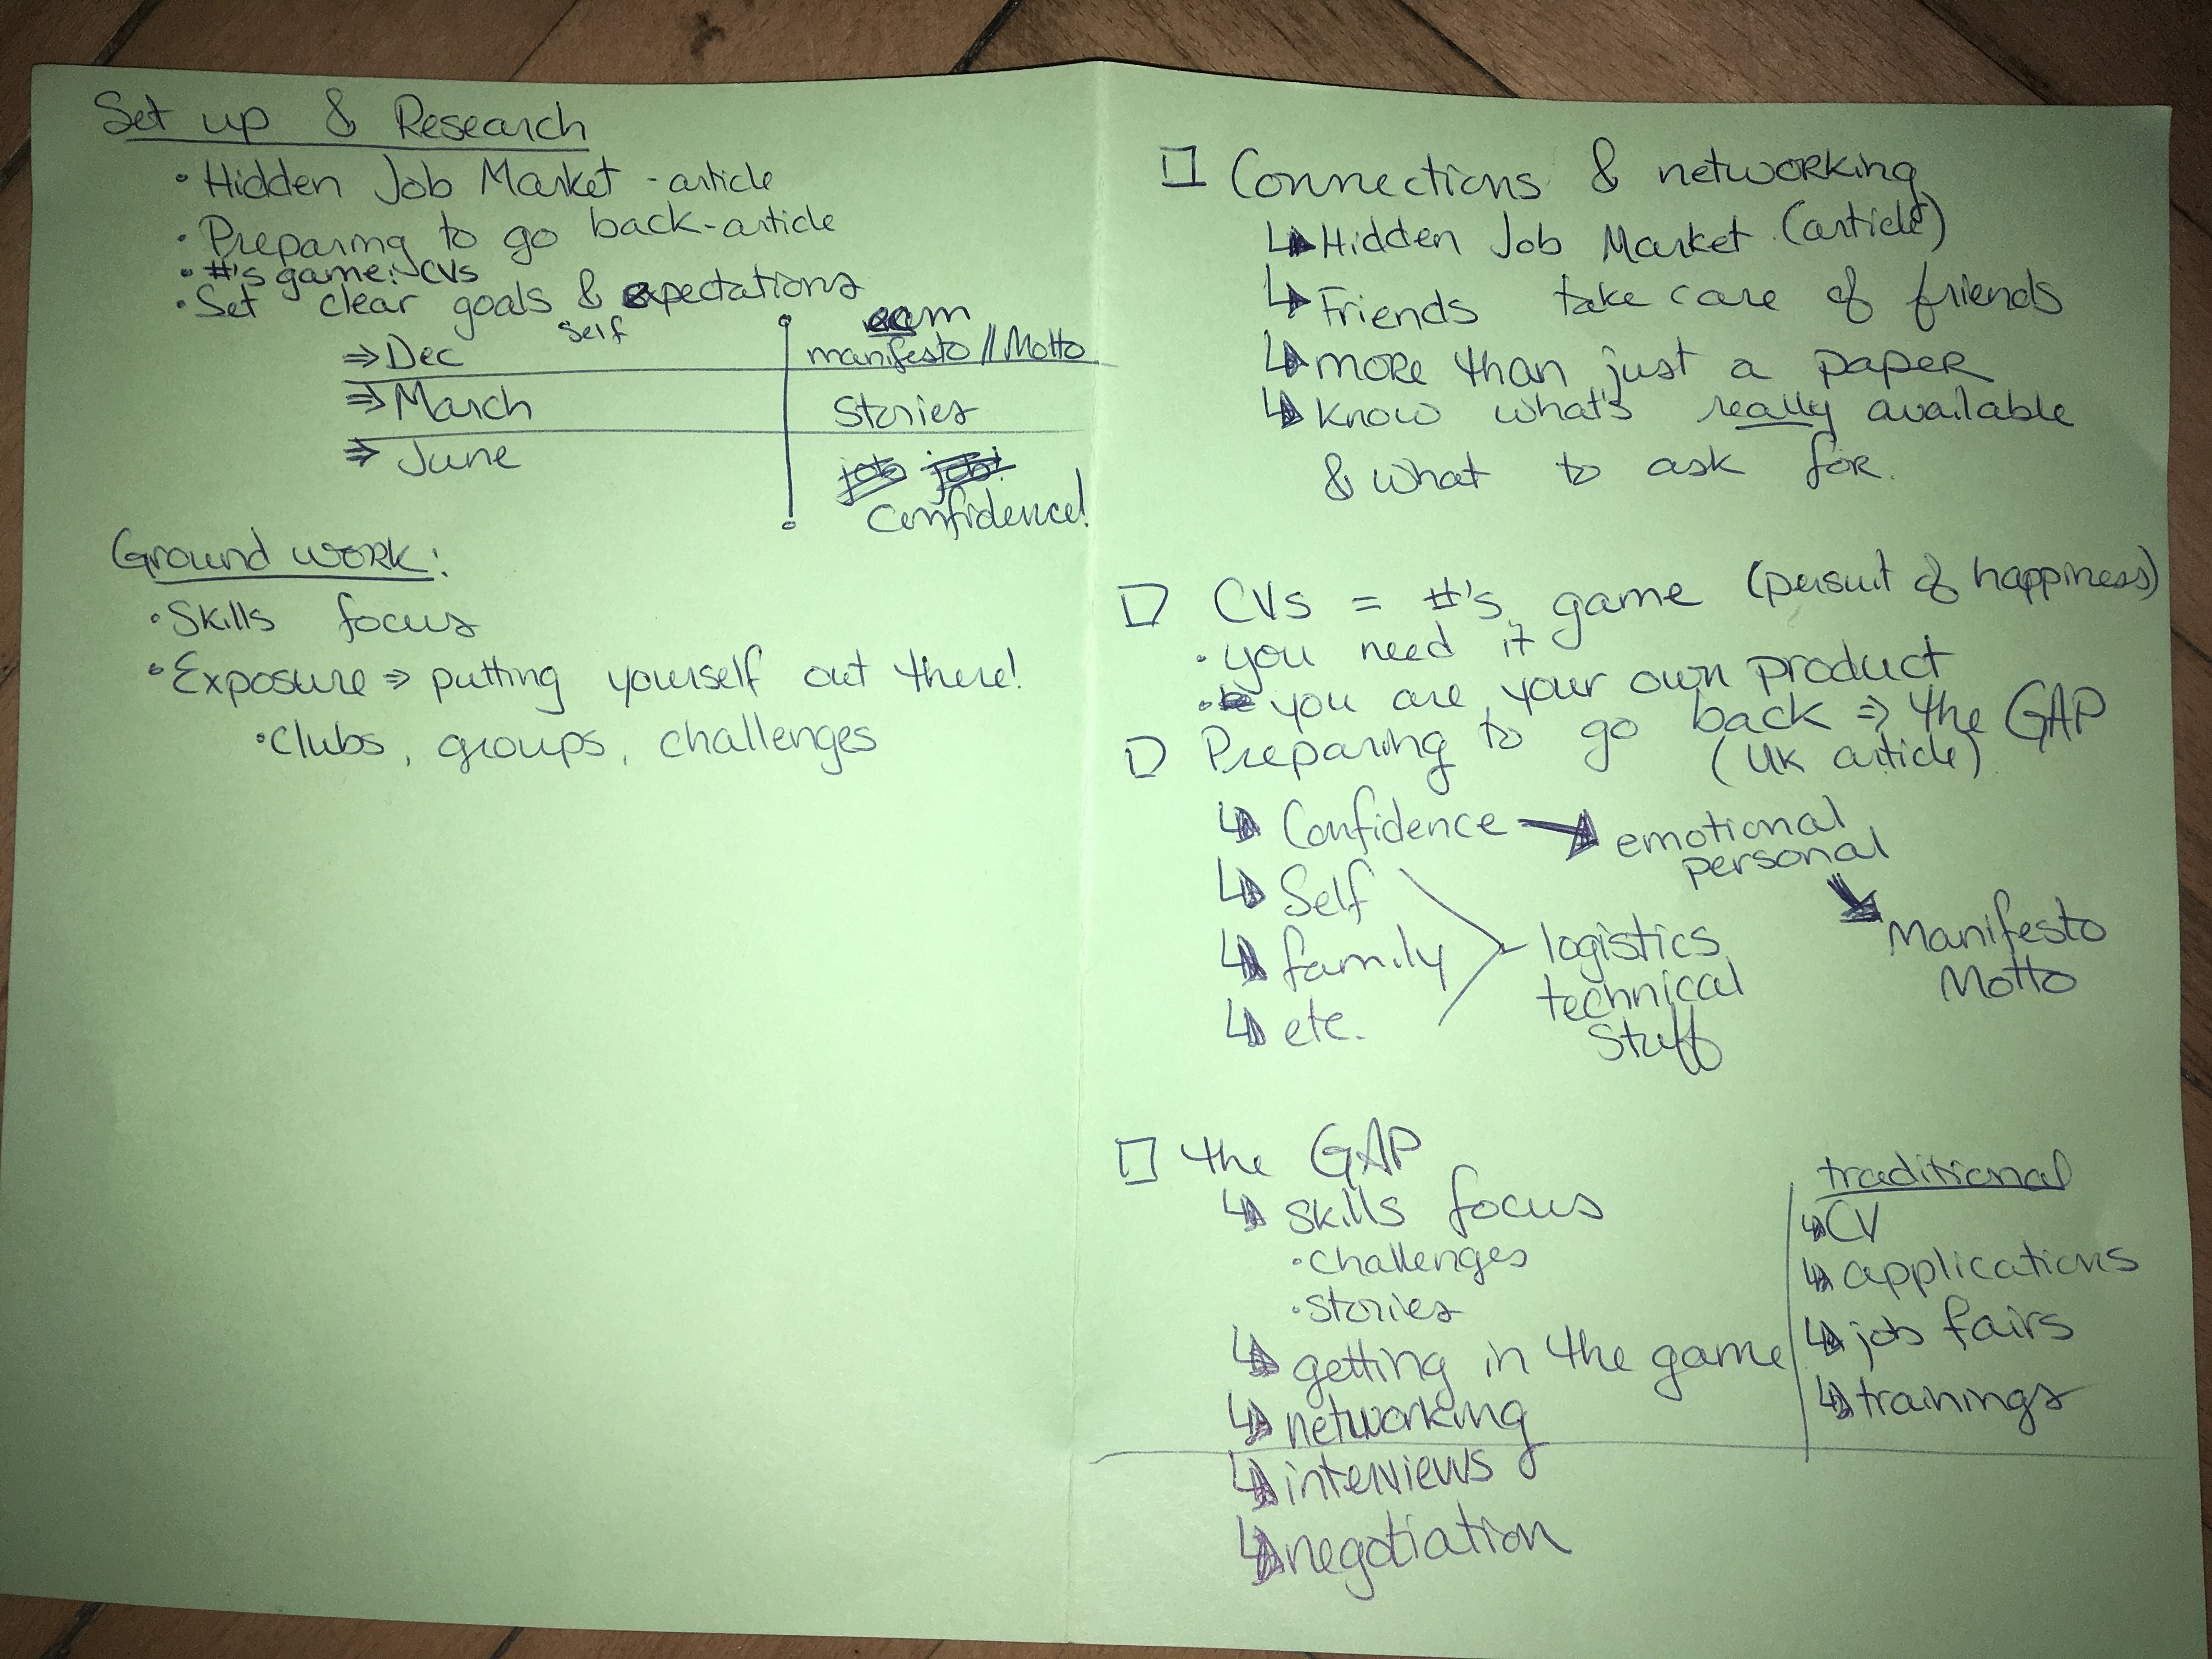 Set up & Research
· Hidden Job Market - article
· Preparing to go back - article
· #'s game: CVs
· Set clear goals & expectations
self
⇒ Dec
manifesto // Motto
⇒ March
Stories
⇒ June
Confidence!
Ground work:
· Skills focus
· Exposure ⇒ putting yourself out there!
· clubs, groups, challenges
□ Connections & networking
↳ Hidden Job Market (article)
↳ Friends take care of friends
↳ more than just a paper
↳ know what's really available
& what to ask for.
□ CVs = #'s game (persuit of happiness)
· you need it
· you are your own product
□ Preparing to go back ⇒ the GAP
(UK article)
↳ Confidence → emotional
personal
↳ Self
↳ family
↳ etc.
logistics
technical
stuff
Manifesto
Motto
□ the GAP
↳ skills focus
· challenges
· stories
↳ getting in the game
↳ networking
↳ interviews
↳ negotiation
traditional
↳ CV
↳ applications
↳ job fairs
↳ trainings